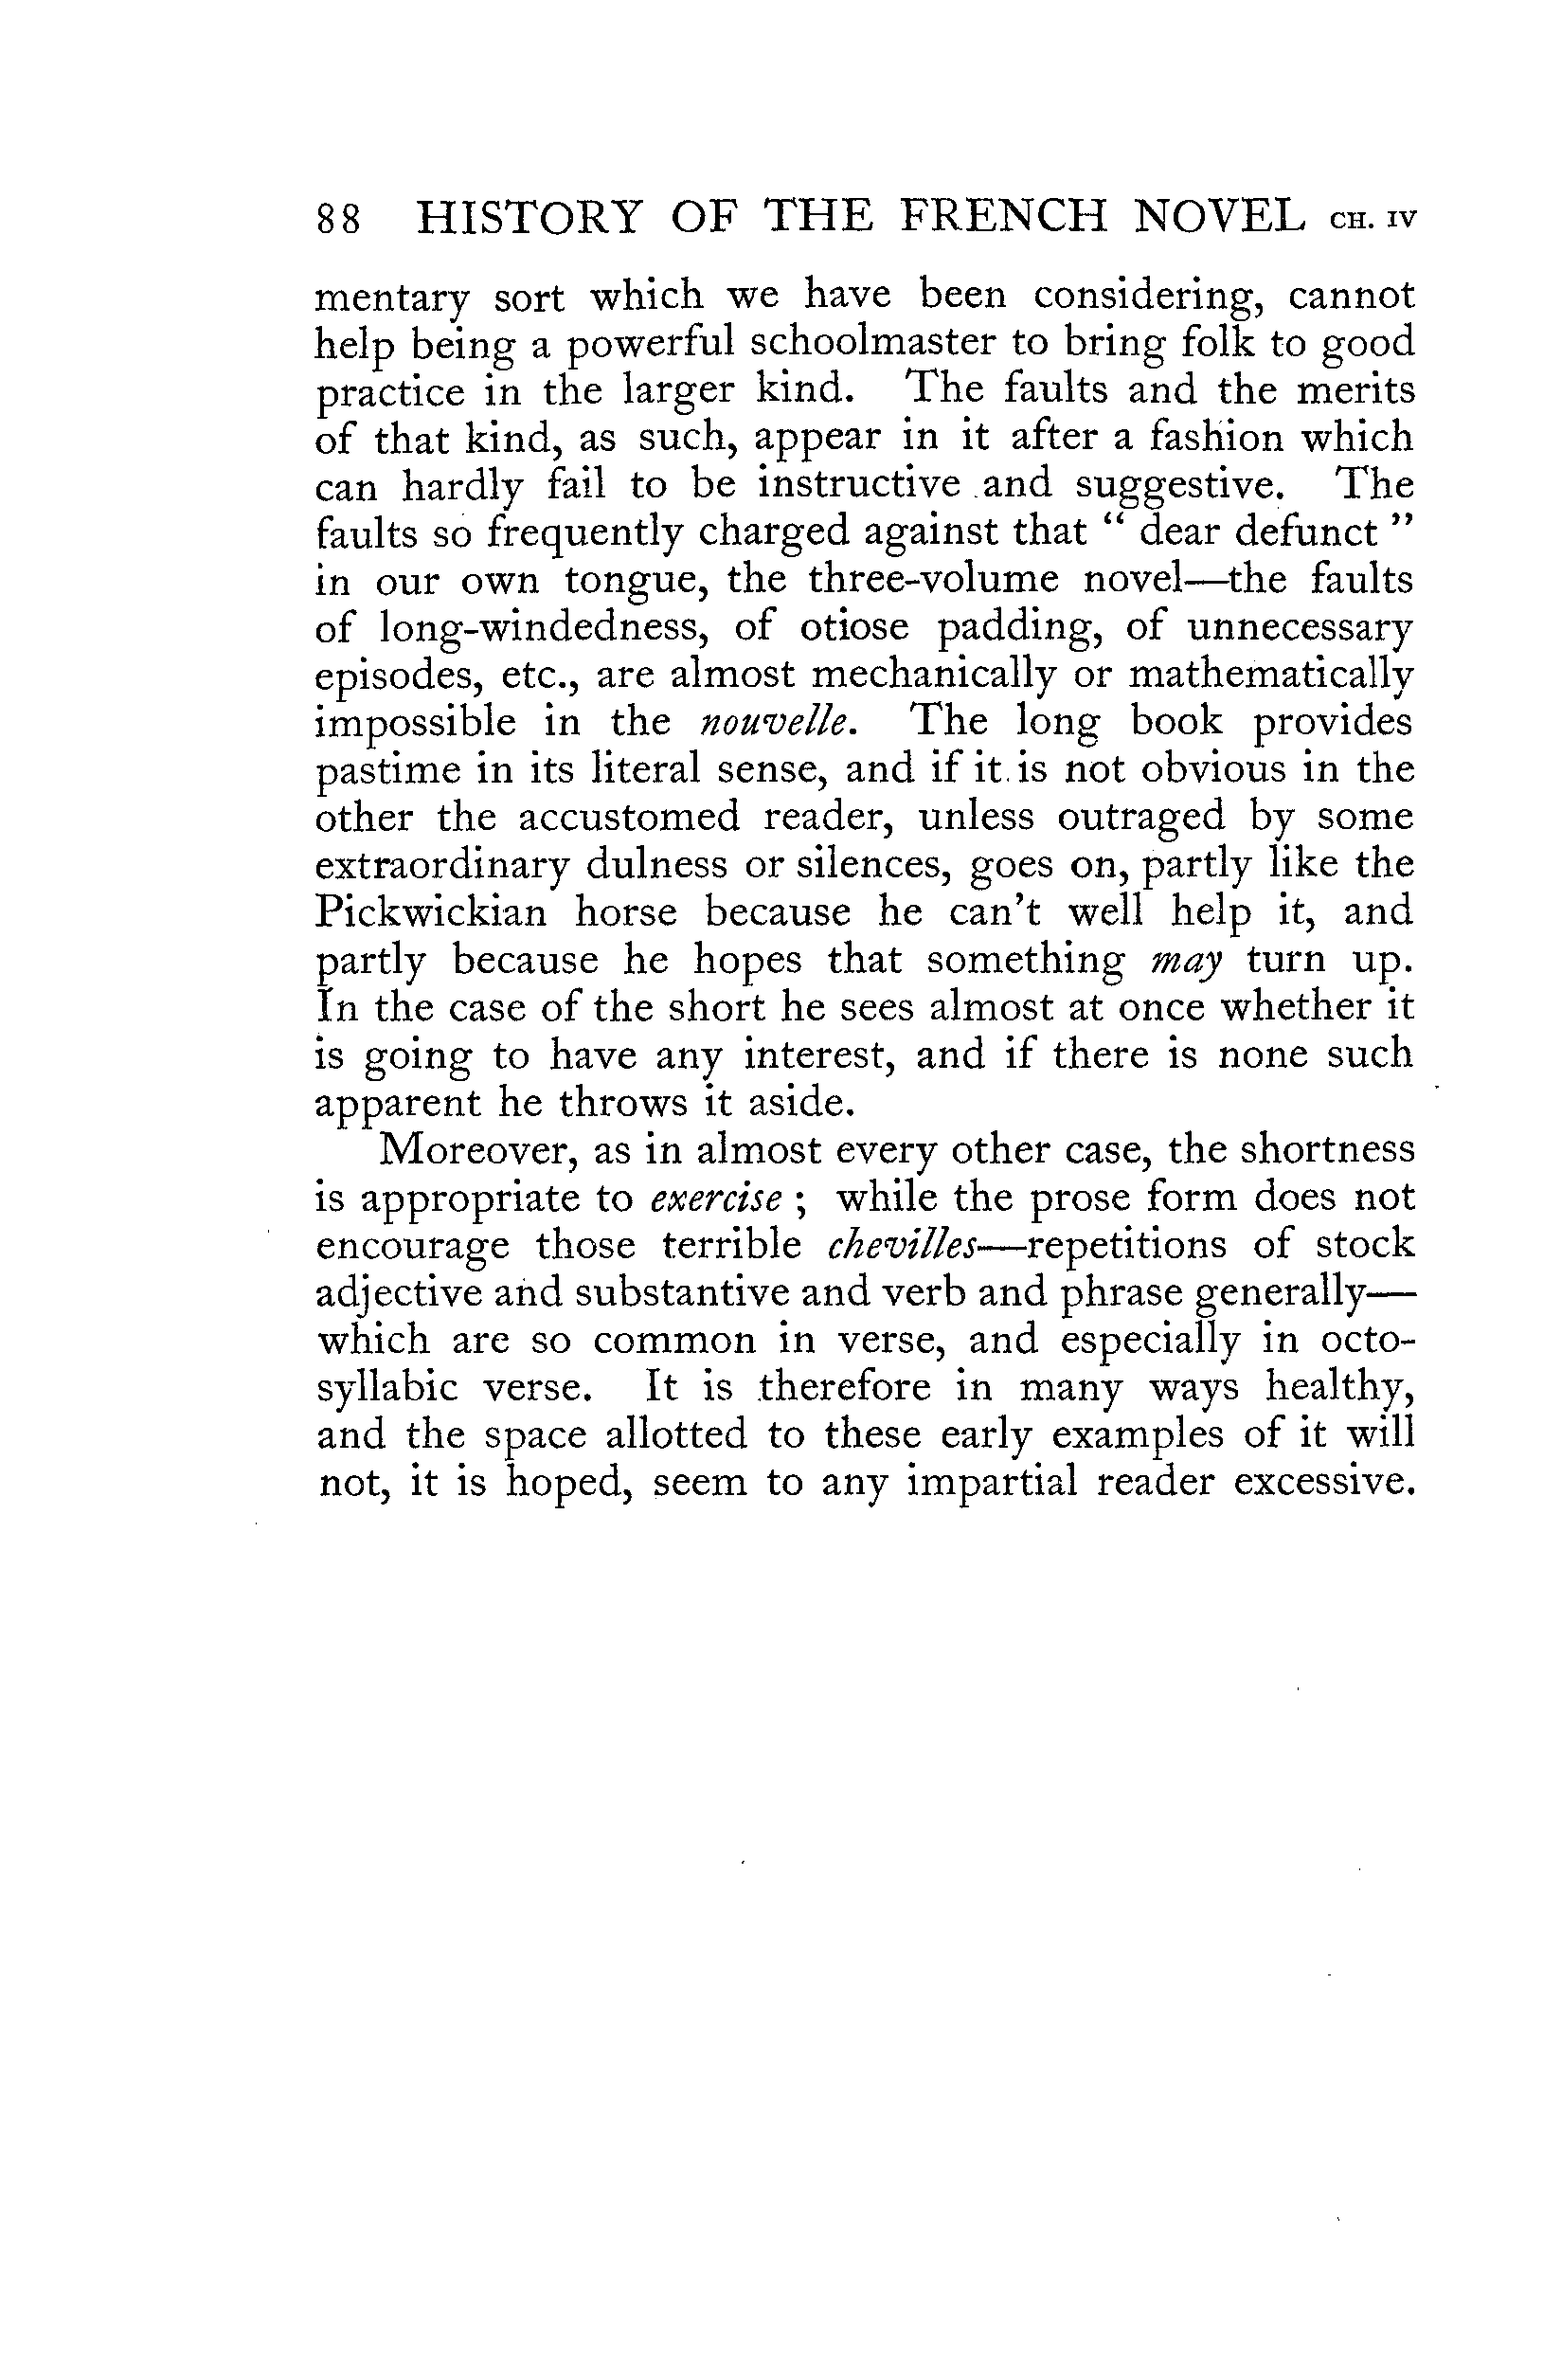 88 HISTORY OF THE FRENCH NOVEL CH. IV
mentary sort which we have been considering, cannot
help being a powerful schoolmaster to bring folk to good
practice in the larger kind. The faults and the merits
of that kind, as such, appear in it after a fashion which
can hardly fail to be instructive and suggestive. The
faults so frequently charged against that “ dear defunct ”
in our own tongue, the three-volume novel—the faults
of long-windedness, of otiose padding, of unnecessary
episodes, etc., are almost mechanically or mathematically
impossible in the nouvelle. The long book provides
pastime in its literal sense, and if it is not obvious in the
other the accustomed reader, unless outraged by some
extraordinary dulness or silences, goes on, partly like the
Pickwickian horse because he can't well help it, and
partly because he hopes that something may turn up.
In the case of the short he sees almost at once whether it
is going to have any interest, and if there is none such
apparent he throws it aside.
Moreover, as in almost every other case, the shortness
is appropriate to exercise ; while the prose form does not
encourage those terrible chevilles—repetitions of stock
adjective and substantive and verb and phrase generally—
which are so common in verse, and especially in octo-
syllabic verse. It is therefore in many ways healthy,
and the space allotted to these early examples of it will
not, it is hoped, seem to any impartial reader excessive.